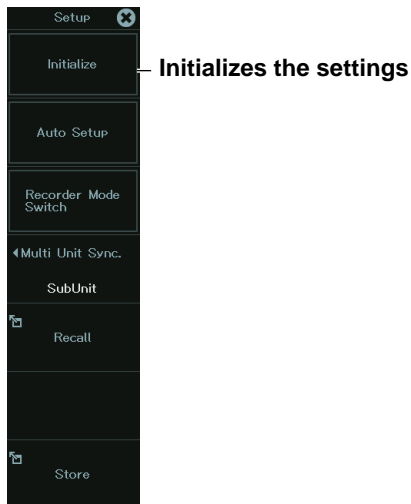 Setup
Initialize
Initializes the settings
Auto Setup
Recorder Mode
Switch
Multi Unit Sync.
SubUnit
Recall
Store